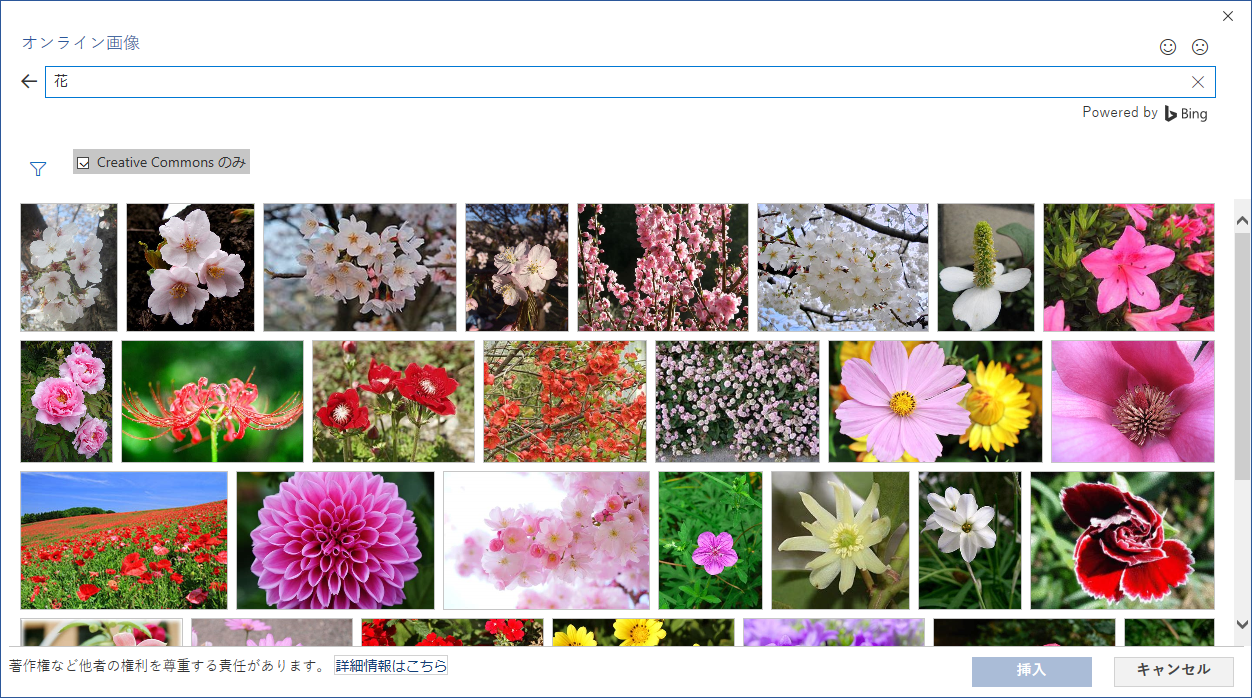 オンライン画像
花
Powered by Bing
Creative Commons のみ
著作権など他者の権利を尊重する責任があります。 詳細情報はこちら
挿入 キャンセル